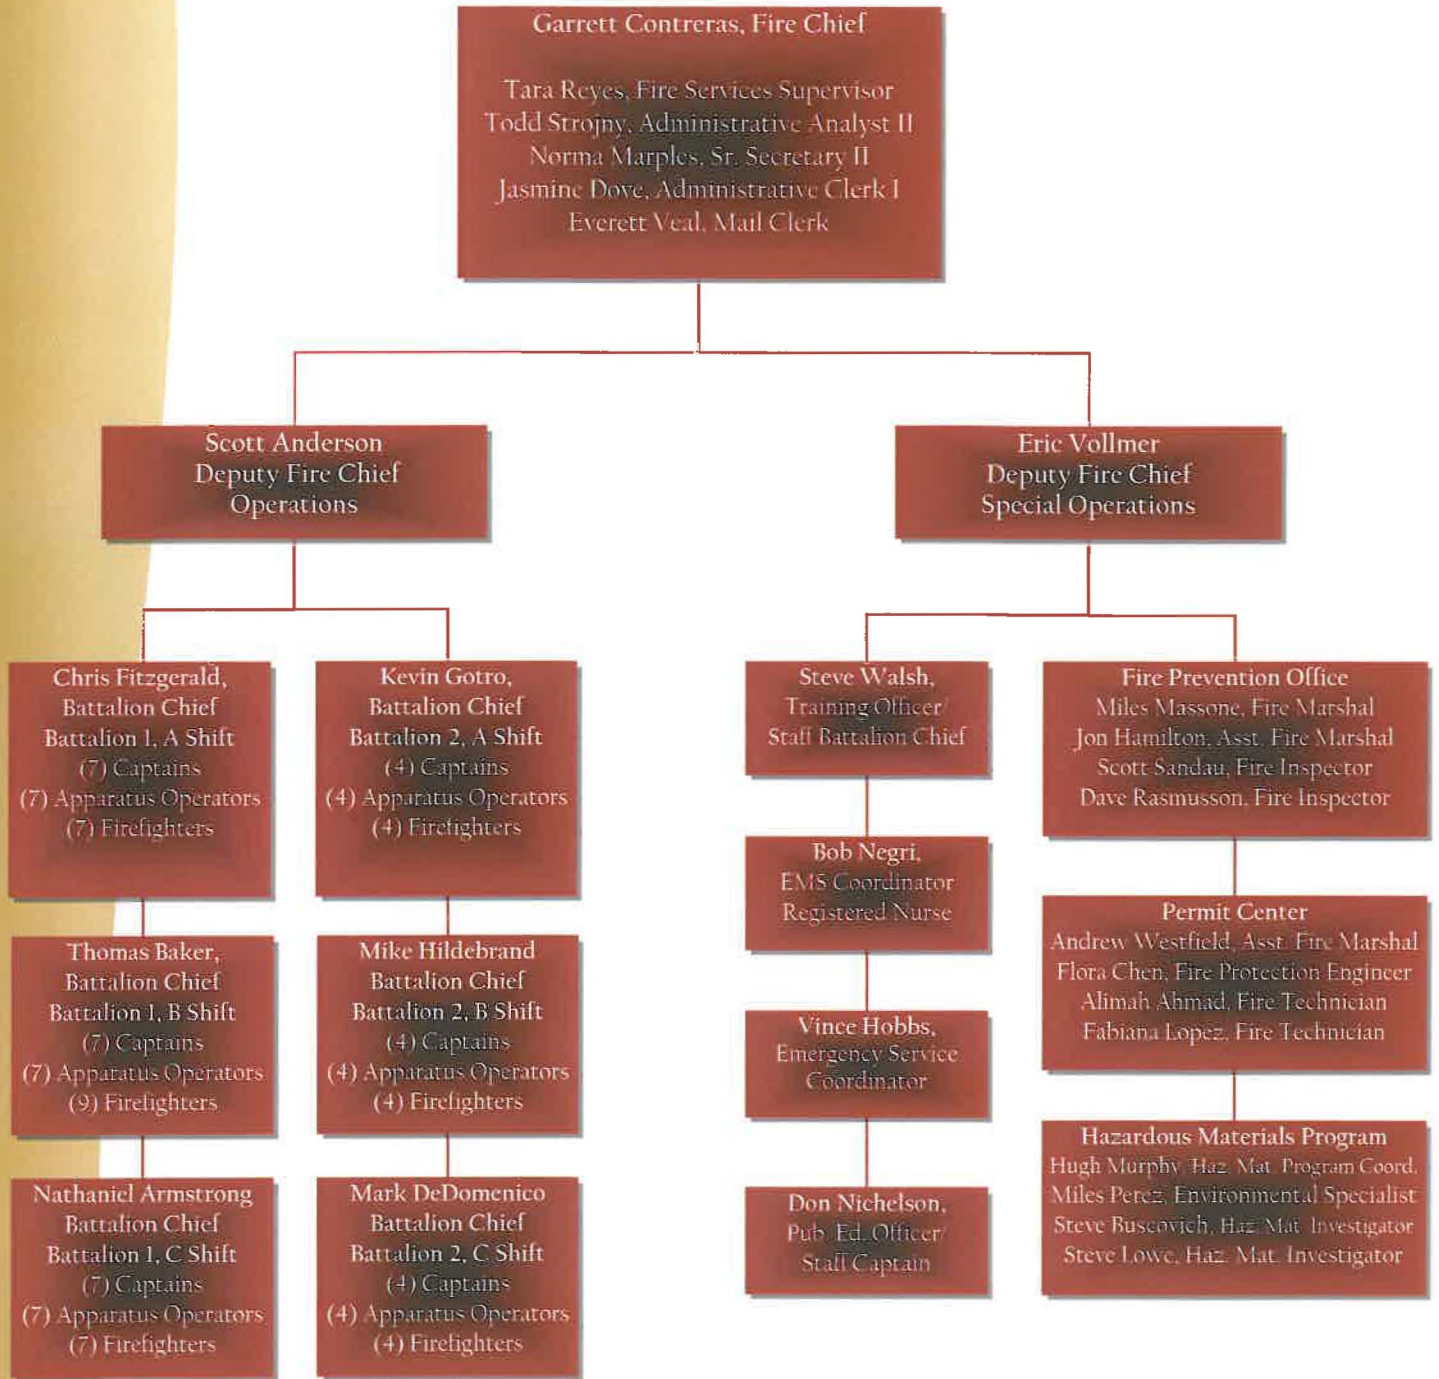 Garrett Contreras, Fire Chief
Tara Reyes, Fire Services Supervisor
Todd Strojny, Administrative Analyst II
Norma Marples, Sr. Secretary II
Jasmine Dove, Administrative Clerk I
Everett Veal, Mail Clerk
Scott Anderson
Deputy Fire Chief
Operations
Eric Vollmer
Deputy Fire Chief
Special Operations
Chris Fitzgerald,
Battalion Chief
Battalion 1, A Shift
(7) Captains
(7) Apparatus Operators
(7) Firefighters
Kevin Gotro,
Battalion Chief
Battalion 2, A Shift
(4) Captains
(4) Apparatus Operators
(4) Firefighters
Steve Walsh,
Training Officer/
Staff Battalion Chief
Fire Prevention Office
Miles Massone, Fire Marshal
Jon Hamilton, Asst. Fire Marshal
Scott Sandau, Fire Inspector
Dave Rasmusson, Fire Inspector
Bob Negri,
EMS Coordinator
Registered Nurse
Permit Center
Andrew Westfield, Asst. Fire Marshal
Flora Chen, Fire Protection Engineer
Alimah Ahmad, Fire Technician
Fabiana Lopez, Fire Technician
Thomas Baker,
Battalion Chief
Battalion 1, B Shift
(7) Captains
(7) Apparatus Operators
(9) Firefighters
Mike Hildebrand
Battalion Chief
Battalion 2, B Shift
(4) Captains
(4) Apparatus Operators
(4) Firefighters
Vince Hobbs,
Emergency Service
Coordinator
Hazardous Materials Program
Hugh Murphy, Haz. Mat. Program Coord.
Miles Perez, Environmental Specialist
Steve Buscovich, Haz. Mat. Investigator
Steve Lowe, Haz. Mat. Investigator
Nathaniel Armstrong
Battalion Chief
Battalion 1, C Shift
(7) Captains
(7) Apparatus Operators
(7) Firefighters
Mark DeDomenico
Battalion Chief
Battalion 2, C Shift
(4) Captains
(4) Apparatus Operators
(4) Firefighters
Don Nichelson,
Pub. Ed. Officer/
Staff Captain